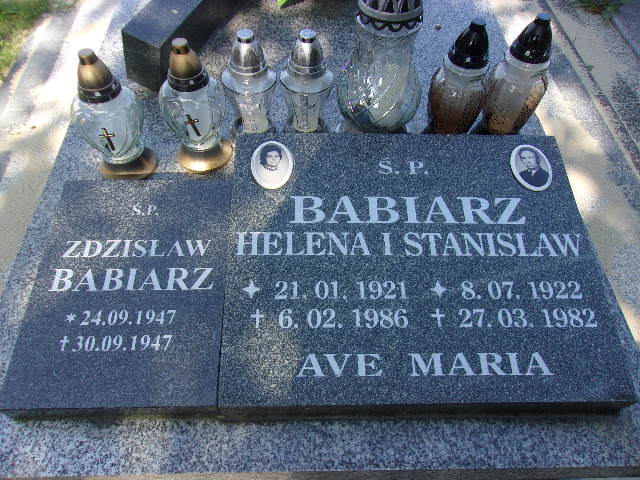 Ś.P.
ZDZISŁAW
BABIARZ
* 24.09.1947
† 30.09.1947
Ś. P.
BABIARZ
HELENA I STANISŁAW
✦ 21. 01. 1921 ✦ 8. 07. 1922
† 6. 02. 1986 † 27. 03. 1982
AVE MARIA